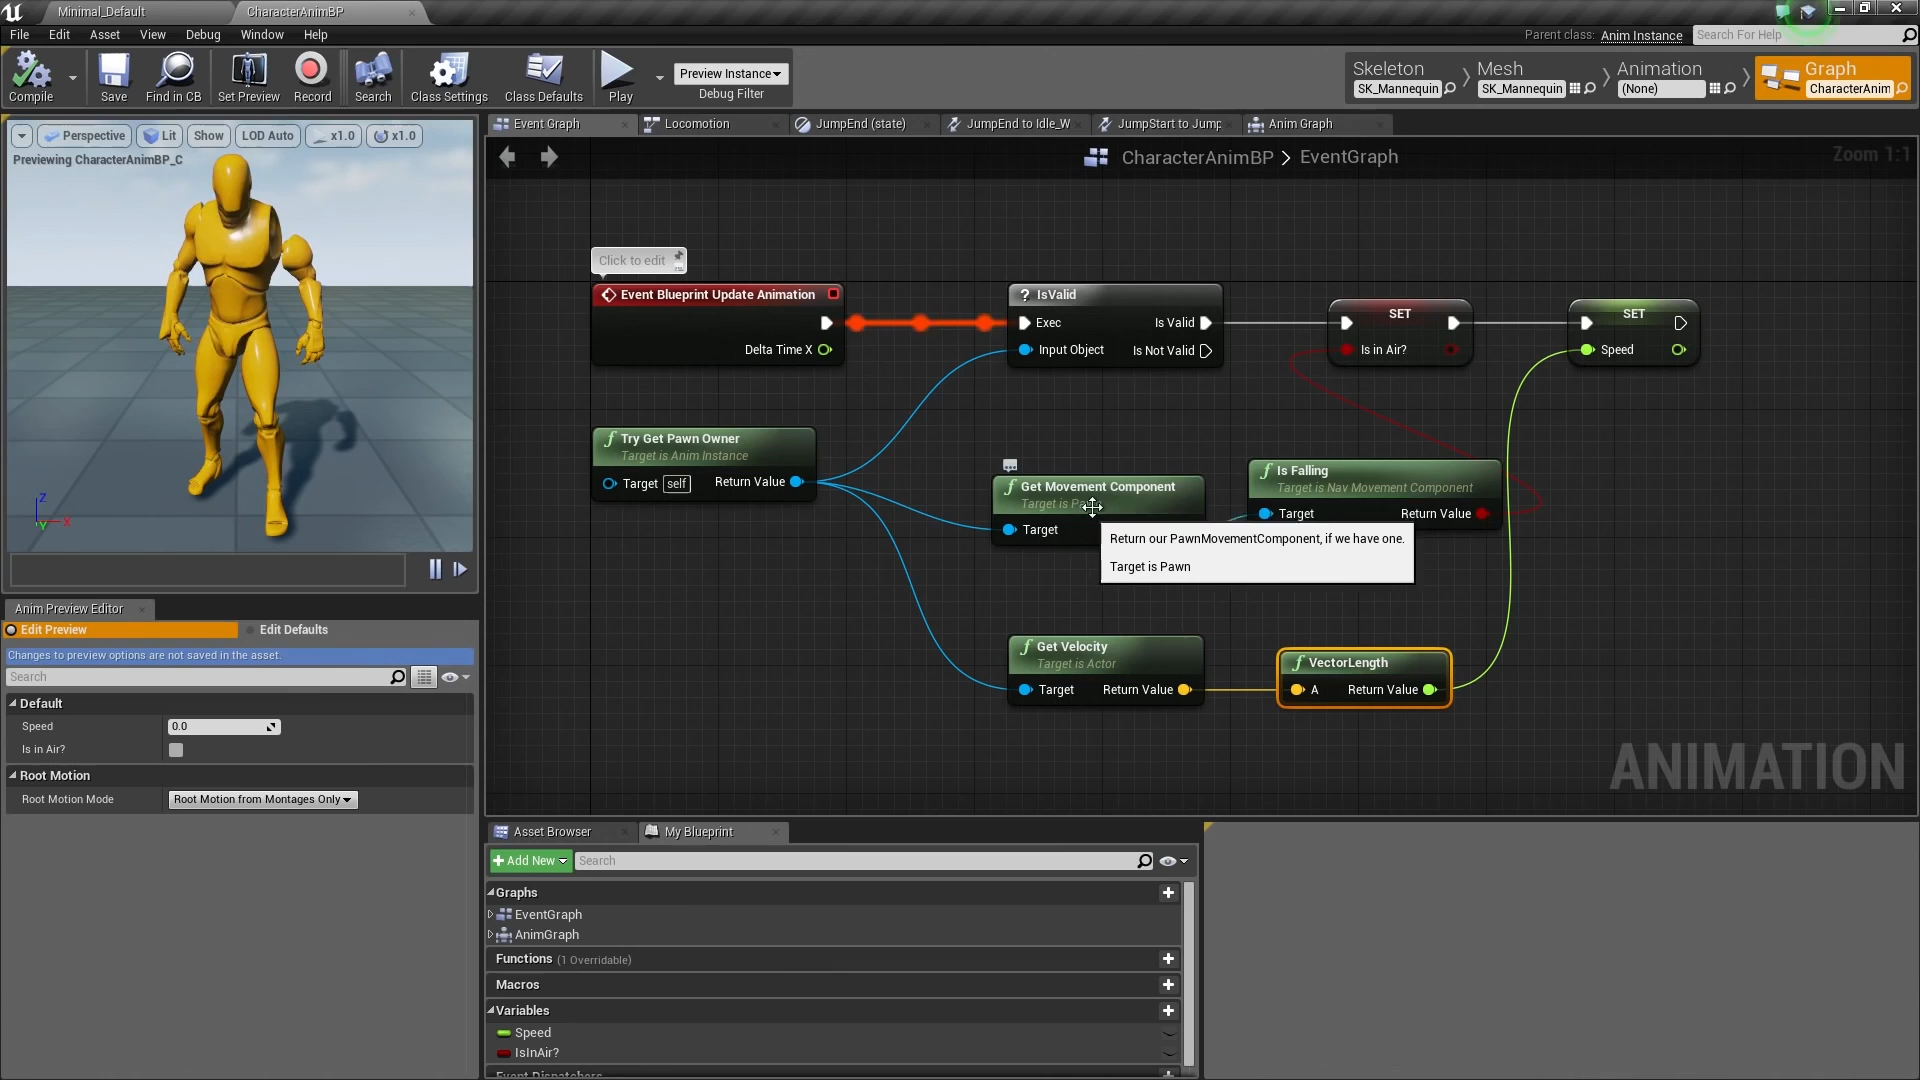 Minimal_Default
CharacterAnimBP
File Edit Asset View Debug Window Help
Parent class: Anim Instance
Search For Help
Compile
Save
Find in CB
Set Preview
Record
Search
Class Settings
Class Defaults
Play
Preview Instance
Debug Filter
Skeleton
SK_Mannequin
Mesh
SK_Mannequin
Animation
(None)
Graph
CharacterAnim
Perspective
Lit
Show
LOD Auto
x1.0
x1.0
Previewing CharacterAnimBP_C
Z
Y
X
Event Graph
Locomotion
JumpEnd (state)
JumpEnd to Idle_W
JumpStart to Jump
Anim Graph
CharacterAnimBP > EventGraph
Zoom 1:1
Click to edit
Event Blueprint Update Animation
Delta Time X
? IsValid
Exec
Is Valid
Input Object
Is Not Valid
SET
Is in Air?
SET
Speed
f Try Get Pawn Owner
Target is Anim Instance
Target self
Return Value
f Get Movement Component
Target is
Target
f Is Falling
Target is Nav Movement Component
Target
Return Value
Return our PawnMovementComponent, if we have one.
Target is Pawn
f Get Velocity
Target is Actor
Target
Return Value
f VectorLength
A
Return Value
ANIMATION
Anim Preview Editor
Edit Preview
Edit Defaults
Changes to preview options are not saved in the asset.
Search
Default
Speed
0.0
Is in Air?
Root Motion
Root Motion Mode
Root Motion from Montages Only
Asset Browser
My Blueprint
+ Add New
Search
Graphs
EventGraph
AnimGraph
Functions (1 Overridable)
Macros
Variables
Speed
IsInAir?
Event Dispatchers